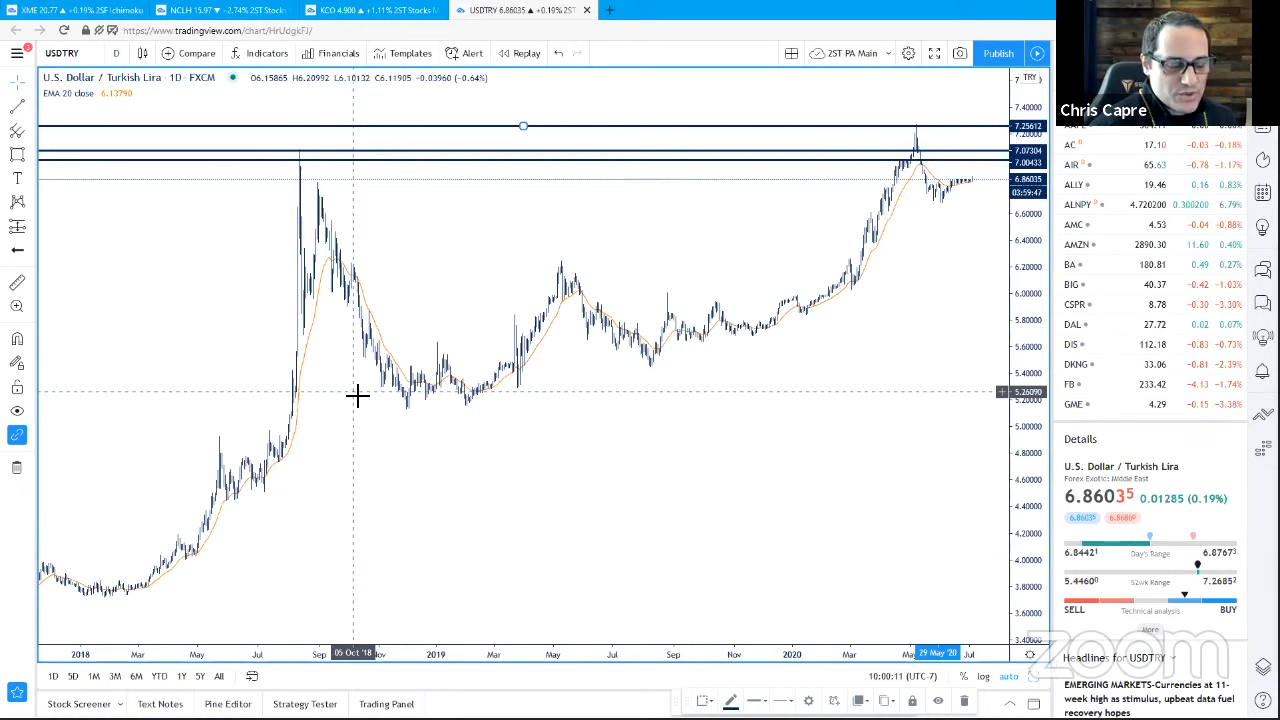 XME 20.77 ▲ +0.19% 2SF Ichimoku
NCLH 15.97 ▼ −2.74% 2ST Stocks
KCO 4.900 ▲ +1.11% 2ST Stocks M
USDTRY 6.86035 ▲ +0.19% 2ST
https://www.tradingview.com/chart/HrUdgkFJ/
USDTRY D Compare Indicators Financials Templates Alert Replay 2ST PA Main Publish
U.S. Dollar / Turkish Lira · 1D · FXCM
EMA 20 close 6.13790
TRY
7.40000
7.25612
7.07304
7.00433
6.86035
03:59:47
6.60000
6.40000
6.20000
6.00000
5.80000
5.60000
5.40000
5.26090
5.20000
5.00000
4.80000
4.60000
4.40000
4.20000
4.00000
3.80000
3.60000
3.40000
2018 Mar May Jul Sep 05 Oct '18 Nov 2019 Mar May Jul Sep Nov 2020 Mar May 29 May '20 Jul
1D 5D 1M 3M 6M YTD 1Y 5Y All
10:00:11 (UTC-7) % log auto
Stock Screener Text Notes Pine Editor Strategy Tester Trading Panel
Chris Capre
AC 17.10 −0.03 −0.18%
AIR 65.63 −0.78 −1.17%
ALLY 19.46 0.16 0.83%
ALNPY 4.720200 0.300200 6.79%
AMC 4.53 −0.04 −0.88%
AMZN 2890.30 11.60 0.40%
BA 180.81 0.49 0.27%
BIG 40.37 −0.42 −1.03%
CSPR 8.78 −0.30 −3.30%
DAL 27.72 0.02 0.07%
DIS 112.18 −0.83 −0.73%
DKNG 33.06 −0.81 −2.39%
FB 233.42 −4.13 −1.74%
GME 4.29 −0.15 −3.38%
Details
U.S. Dollar / Turkish Lira
Forex Exotic: Middle East
6.86035 0.01285 (0.19%)
6.86035 6.86860
6.84421 Day's Range 6.87673
5.44600 52wk Range 7.26852
SELL Technical analysis BUY
More
zoom
Headlines for USDTRY
EMERGING MARKETS-Currencies at 11-
week high as stimulus, upbeat data fuel
recovery hopes